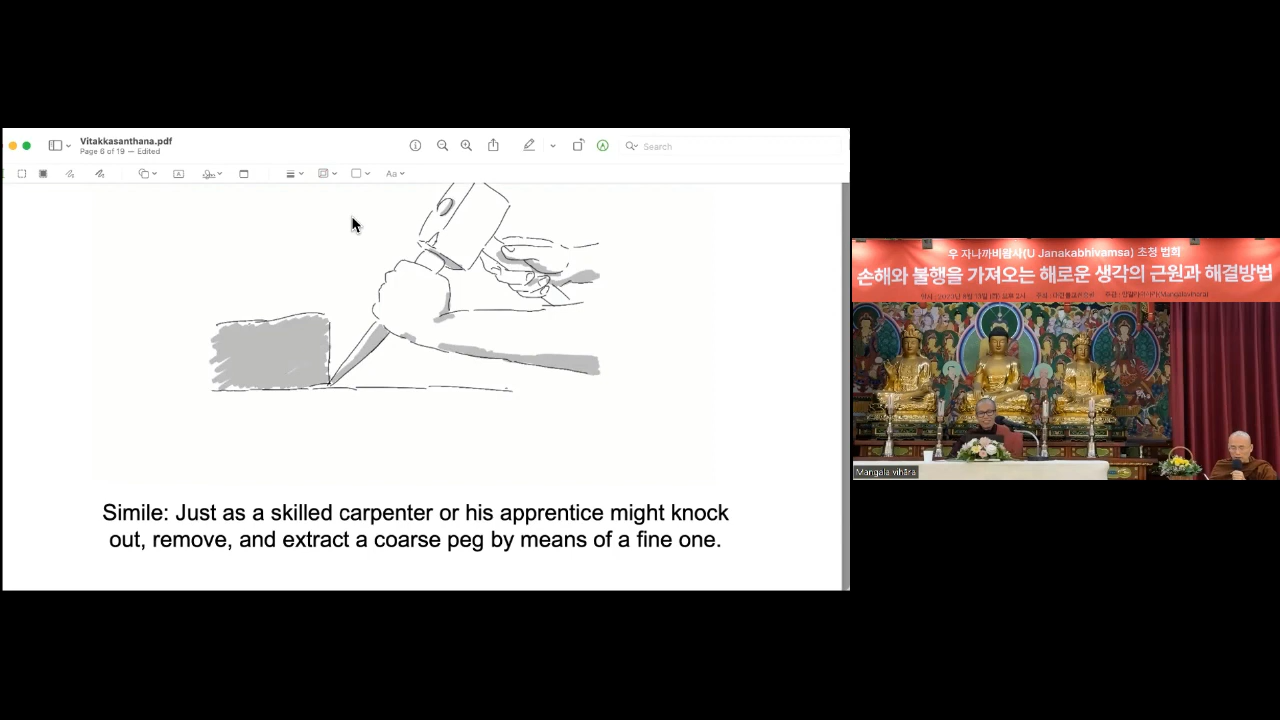 Vitakkasanthana.pdf
Page 6 of 19 — Edited
Search
Aa
Simile: Just as a skilled carpenter or his apprentice might knock
out, remove, and extract a coarse peg by means of a fine one.
우 자나까비왐사(U Janakabhivamsa) 초청 법회
손해와 불행을 가져오는 해로운 생각의 근원과 해결방법
Mangala vihāra